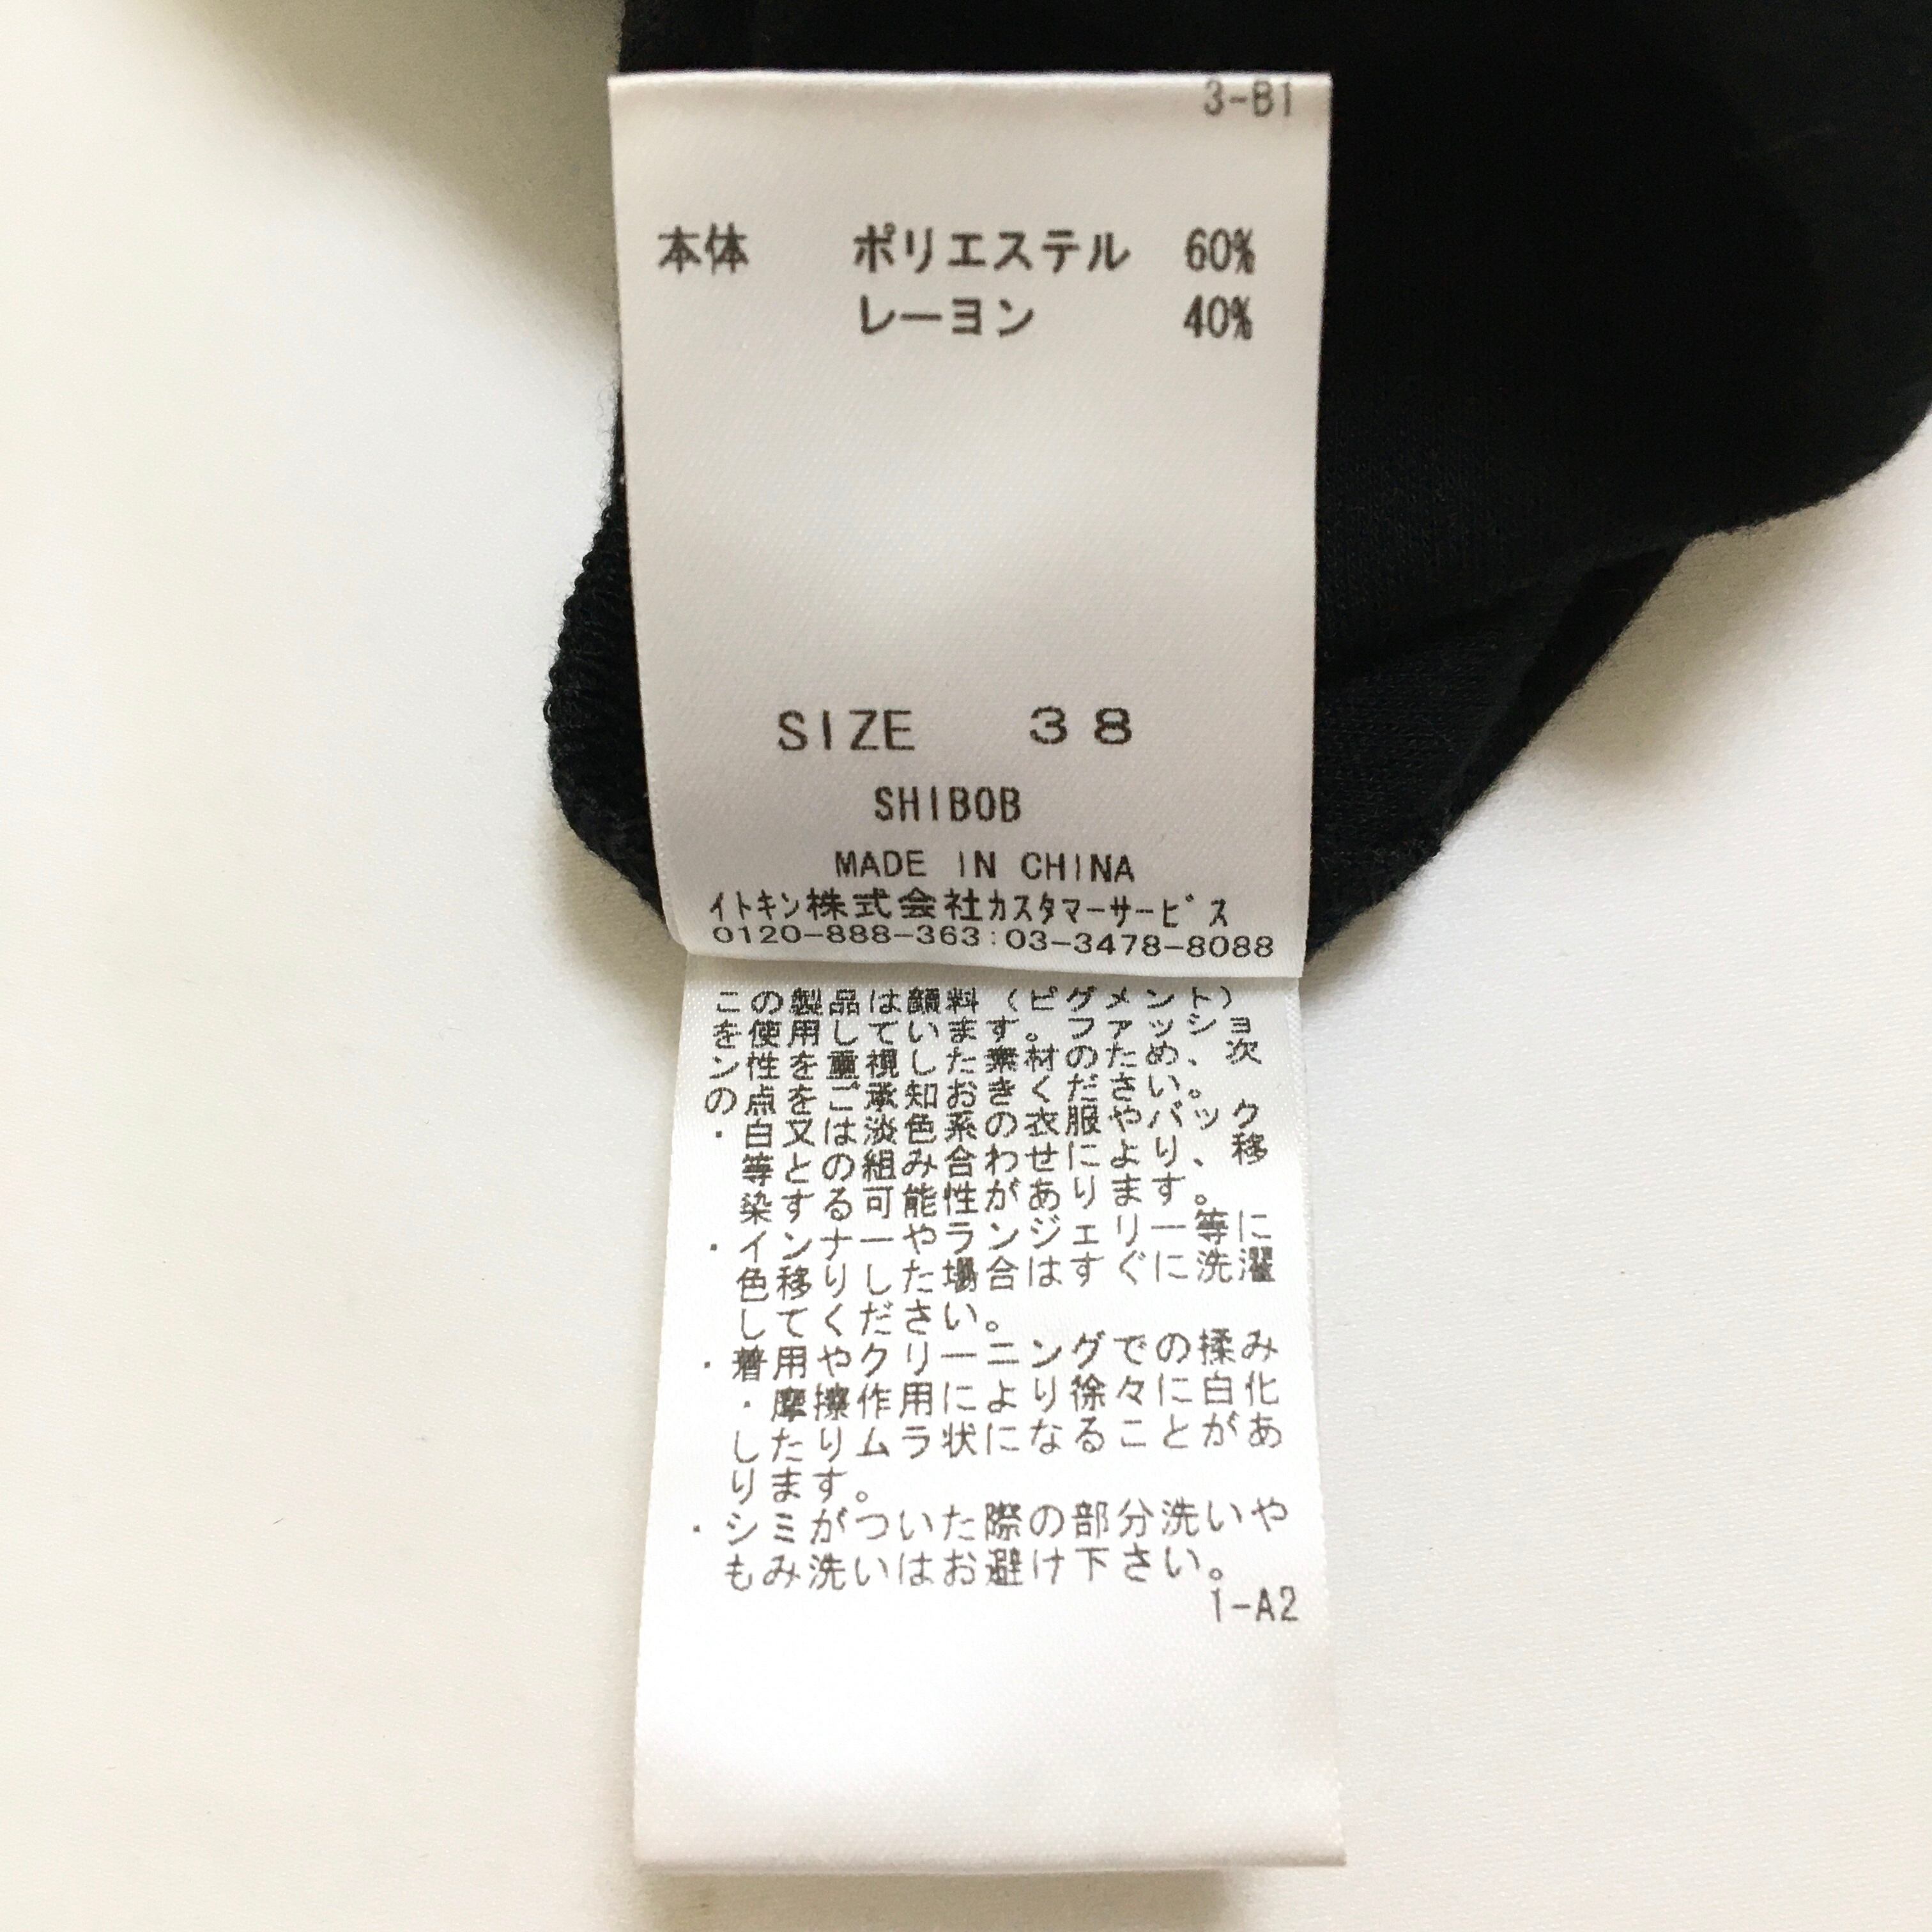 3-B1
本体 ポリエステル 60%
レーヨン 40%
SIZE 38
SHIBOB
MADE IN CHINA
ｲﾄｷﾝ株式会社ｶｽﾀﾏｰｻｰﾋﾞｽ
0120-888-363:03-3478-8088
この製品は顔料（ピグメント）
を使用しています。ファッショ
ン性を重視した素材のため、次
の点をご承知おきください。
・白又は淡色系の衣服やバック
等との組み合わせにより、移
染する可能性があります。
・インナーやランジェリー等に
色移りした場合はすぐに洗濯
してください。
・着用やクリーニングでの揉み
・摩擦作用により徐々に白化
したりムラ状になることがあ
ります。
・シミがついた際の部分洗いや
もみ洗いはお避け下さい。
1-A2